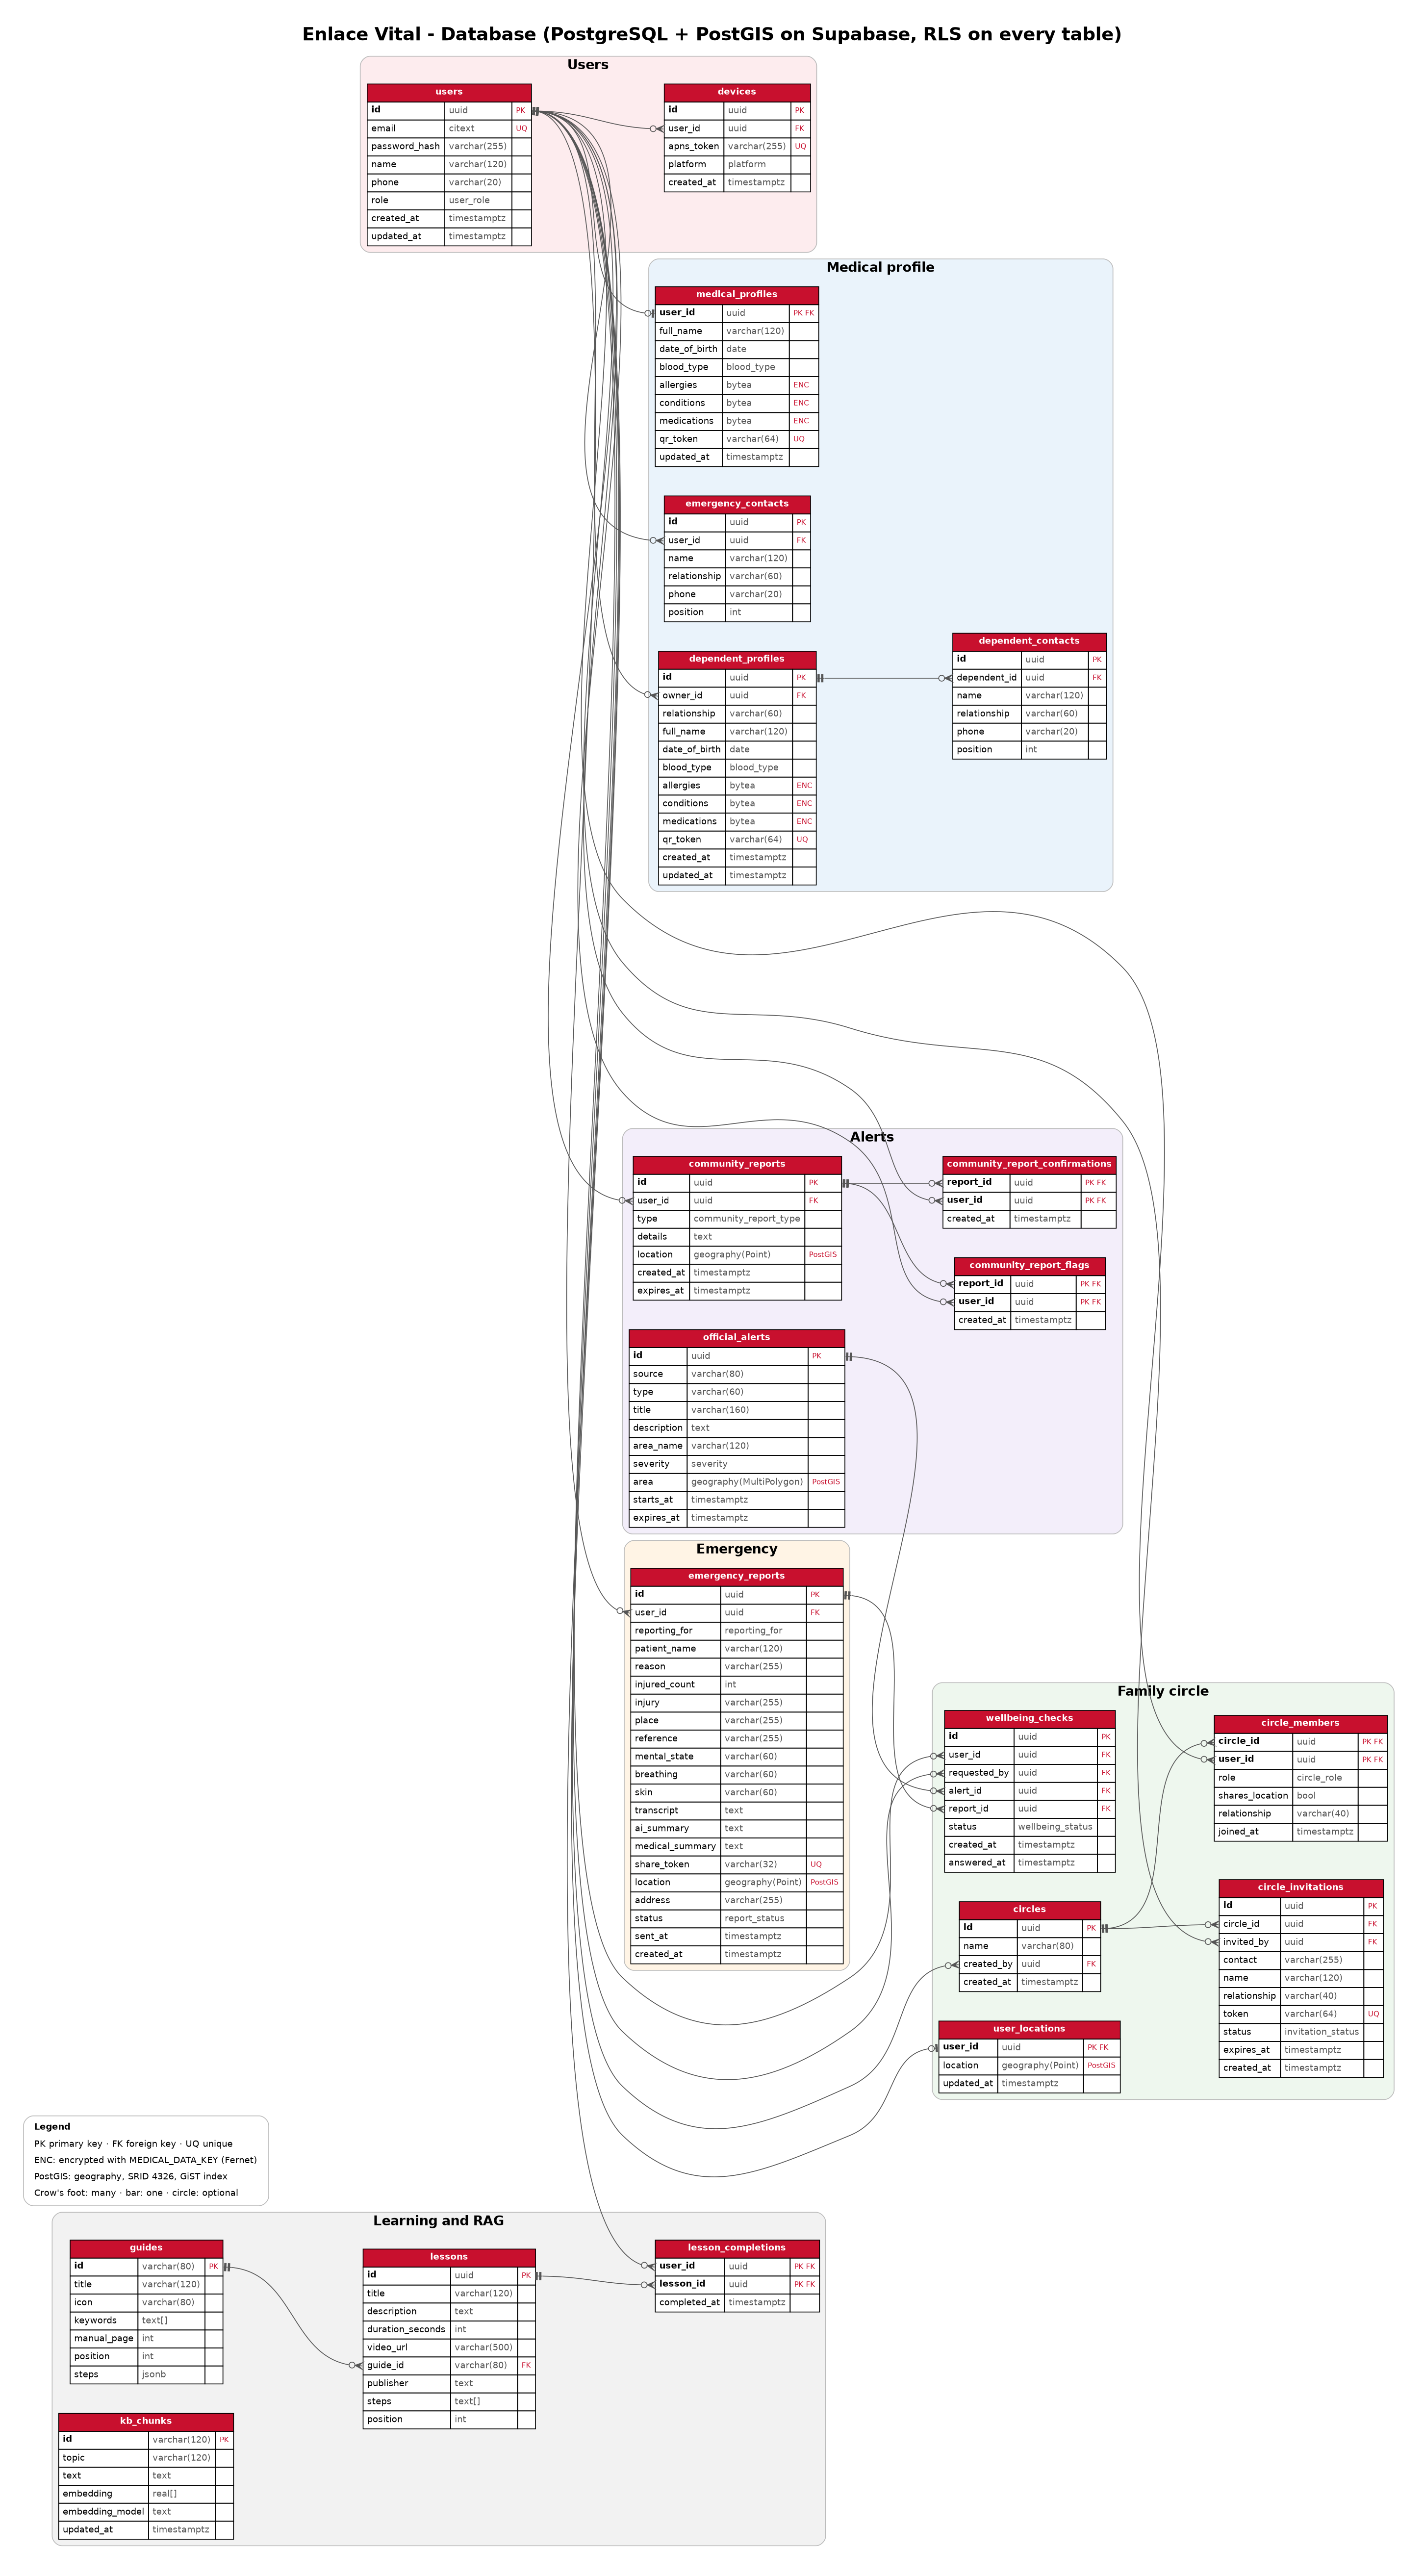 Enlace Vital - Database (PostgreSQL + PostGIS on Supabase, RLS on every table)
Users
users
id uuid PK
email citext UQ
password_hash varchar(255)
name varchar(120)
phone varchar(20)
role user_role
created_at timestamptz
updated_at timestamptz
devices
id uuid PK
user_id uuid FK
apns_token varchar(255) UQ
platform platform
created_at timestamptz
Medical profile
medical_profiles
user_id uuid PK FK
full_name varchar(120)
date_of_birth date
blood_type blood_type
allergies bytea ENC
conditions bytea ENC
medications bytea ENC
qr_token varchar(64) UQ
updated_at timestamptz
emergency_contacts
id uuid PK
user_id uuid FK
name varchar(120)
relationship varchar(60)
phone varchar(20)
position int
dependent_profiles
id uuid PK
owner_id uuid FK
relationship varchar(60)
full_name varchar(120)
date_of_birth date
blood_type blood_type
allergies bytea ENC
conditions bytea ENC
medications bytea ENC
qr_token varchar(64) UQ
created_at timestamptz
updated_at timestamptz
dependent_contacts
id uuid PK
dependent_id uuid FK
name varchar(120)
relationship varchar(60)
phone varchar(20)
position int
Alerts
community_reports
id uuid PK
user_id uuid FK
type community_report_type
details text
location geography(Point) PostGIS
created_at timestamptz
expires_at timestamptz
community_report_confirmations
report_id uuid PK FK
user_id uuid PK FK
created_at timestamptz
community_report_flags
report_id uuid PK FK
user_id uuid PK FK
created_at timestamptz
official_alerts
id uuid PK
source varchar(80)
type varchar(60)
title varchar(160)
description text
area_name varchar(120)
severity severity
area geography(MultiPolygon) PostGIS
starts_at timestamptz
expires_at timestamptz
Emergency
emergency_reports
id uuid PK
user_id uuid FK
reporting_for reporting_for
patient_name varchar(120)
reason varchar(255)
injured_count int
injury varchar(255)
place varchar(255)
reference varchar(255)
mental_state varchar(60)
breathing varchar(60)
skin varchar(60)
transcript text
ai_summary text
medical_summary text
share_token varchar(32) UQ
location geography(Point) PostGIS
address varchar(255)
status report_status
sent_at timestamptz
created_at timestamptz
Family circle
wellbeing_checks
id uuid PK
user_id uuid FK
requested_by uuid FK
alert_id uuid FK
report_id uuid FK
status wellbeing_status
created_at timestamptz
answered_at timestamptz
circle_members
circle_id uuid PK FK
user_id uuid PK FK
role circle_role
shares_location bool
relationship varchar(40)
joined_at timestamptz
circles
id uuid PK
name varchar(80)
created_by uuid FK
created_at timestamptz
circle_invitations
id uuid PK
circle_id uuid FK
invited_by uuid FK
contact varchar(255)
name varchar(120)
relationship varchar(40)
token varchar(64) UQ
status invitation_status
expires_at timestamptz
created_at timestamptz
user_locations
user_id uuid PK FK
location geography(Point) PostGIS
updated_at timestamptz
Legend
PK primary key · FK foreign key · UQ unique
ENC: encrypted with MEDICAL_DATA_KEY (Fernet)
PostGIS: geography, SRID 4326, GiST index
Crow's foot: many · bar: one · circle: optional
Learning and RAG
guides
id varchar(80) PK
title varchar(120)
icon varchar(80)
keywords text[]
manual_page int
position int
steps jsonb
lessons
id uuid PK
title varchar(120)
description text
duration_seconds int
video_url varchar(500)
guide_id varchar(80) FK
publisher text
steps text[]
position int
lesson_completions
user_id uuid PK FK
lesson_id uuid PK FK
completed_at timestamptz
kb_chunks
id varchar(120) PK
topic varchar(120)
text text
embedding real[]
embedding_model text
updated_at timestamptz